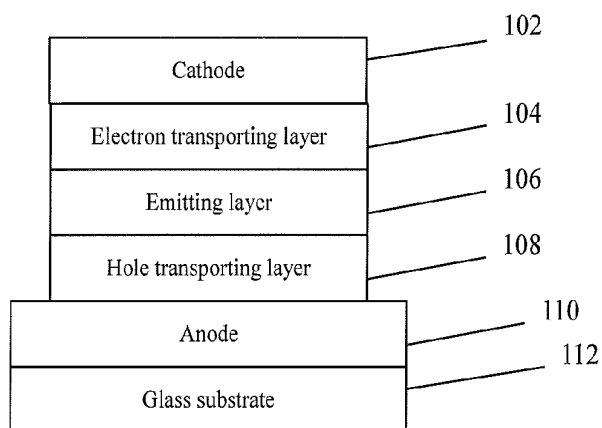 102
Cathode
104
Electron transporting layer
106
Emitting layer
108
Hole transporting layer
110
Anode
112
Glass substrate